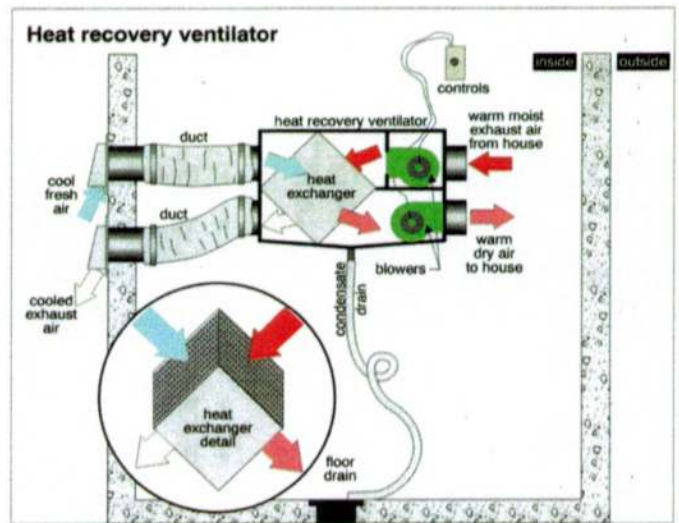 Heat recovery ventilator
inside
outside
controls
heat recovery ventilator
warm moist
exhaust air
from house
duct
cool
fresh
air
heat
exchanger
duct
warm
dry air
to house
blowers
cooled
exhaust
air
condensate
drain
heat
exchanger
detail
floor
drain